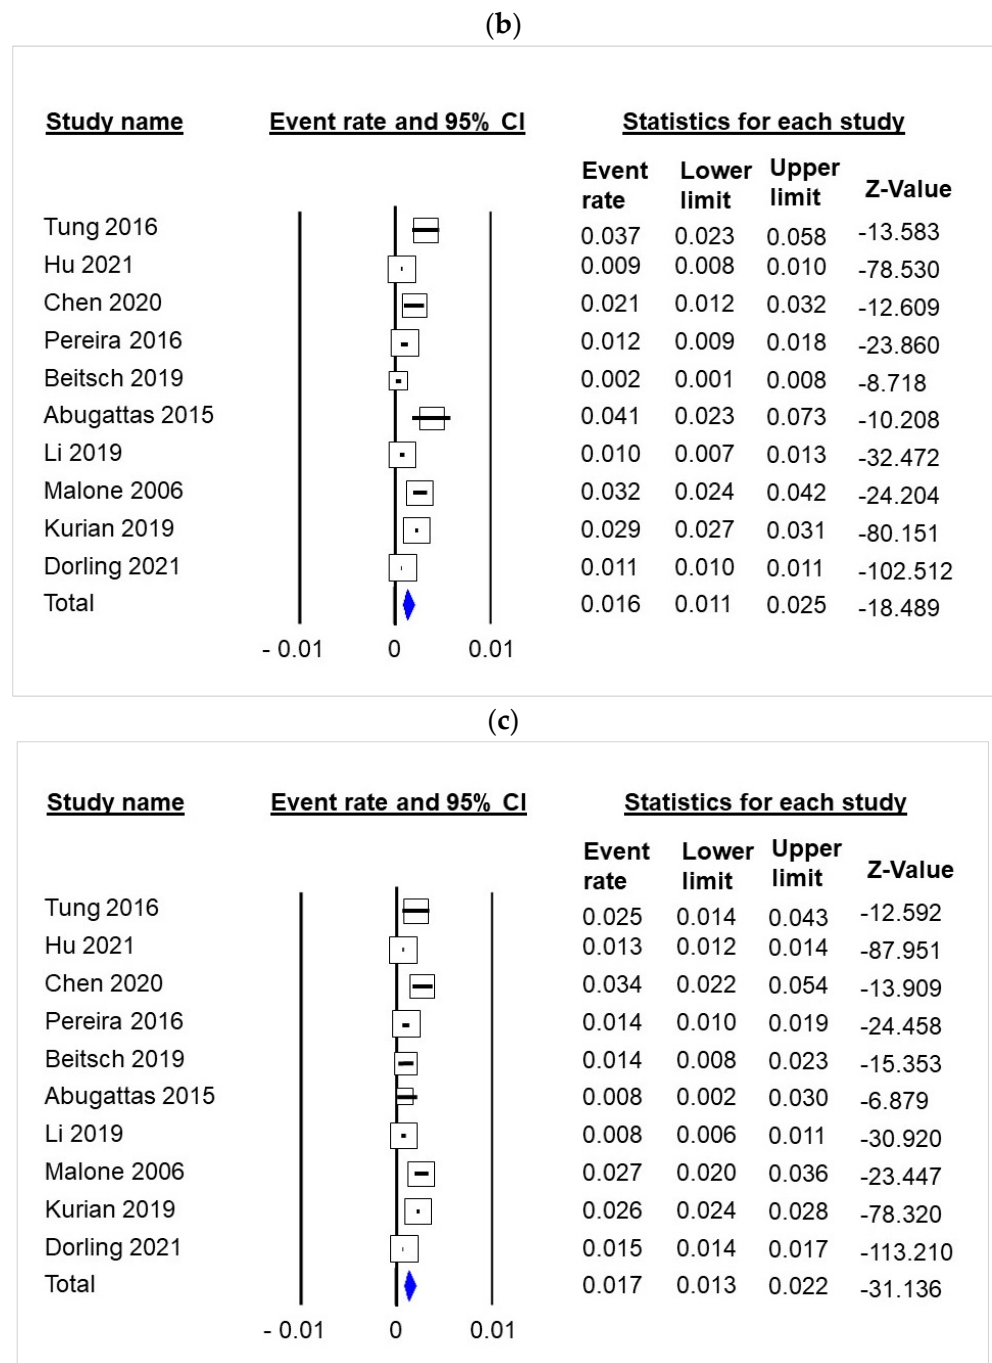 (b)
Study name Event rate and 95% CI Statistics for each study
Event rate Lower limit Upper limit Z-Value
Tung 2016 0.037 0.023 0.058 -13.583
Hu 2021 0.009 0.008 0.010 -78.530
Chen 2020 0.021 0.012 0.032 -12.609
Pereira 2016 0.012 0.009 0.018 -23.860
Beitsch 2019 0.002 0.001 0.008 -8.718
Abugattas 2015 0.041 0.023 0.073 -10.208
Li 2019 0.010 0.007 0.013 -32.472
Malone 2006 0.032 0.024 0.042 -24.204
Kurian 2019 0.029 0.027 0.031 -80.151
Dorling 2021 0.011 0.010 0.011 -102.512
Total 0.016 0.011 0.025 -18.489
- 0.01 0 0.01
(c)
Study name Event rate and 95% CI Statistics for each study
Event rate Lower limit Upper limit Z-Value
Tung 2016 0.025 0.014 0.043 -12.592
Hu 2021 0.013 0.012 0.014 -87.951
Chen 2020 0.034 0.022 0.054 -13.909
Pereira 2016 0.014 0.010 0.019 -24.458
Beitsch 2019 0.014 0.008 0.023 -15.353
Abugattas 2015 0.008 0.002 0.030 -6.879
Li 2019 0.008 0.006 0.011 -30.920
Malone 2006 0.027 0.020 0.036 -23.447
Kurian 2019 0.026 0.024 0.028 -78.320
Dorling 2021 0.015 0.014 0.017 -113.210
Total 0.017 0.013 0.022 -31.136
- 0.01 0 0.01